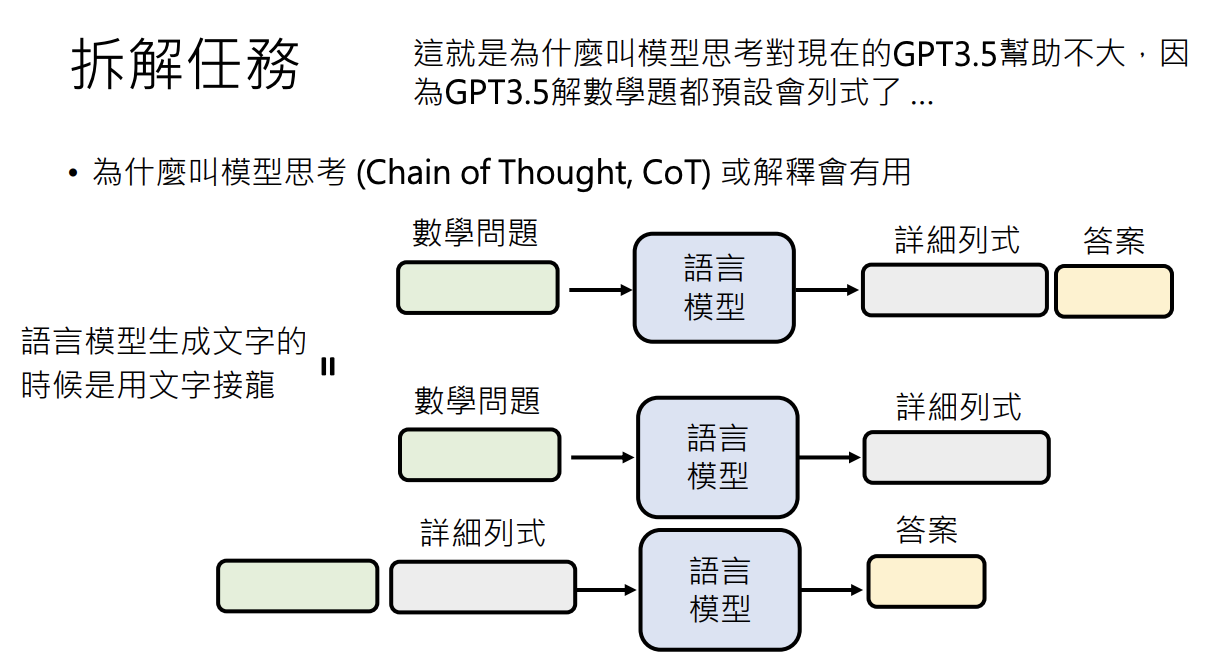 拆解任務
這就是為什麼叫模型思考對現在的GPT3.5幫助不大，因
為GPT3.5解數學題都預設會列式了 ...
• 為什麼叫模型思考 (Chain of Thought, CoT) 或解釋會有用
數學問題
語言
模型
詳細列式
答案
語言模型生成文字的
時候是用文字接龍
=
數學問題
語言
模型
詳細列式
詳細列式
語言
模型
答案